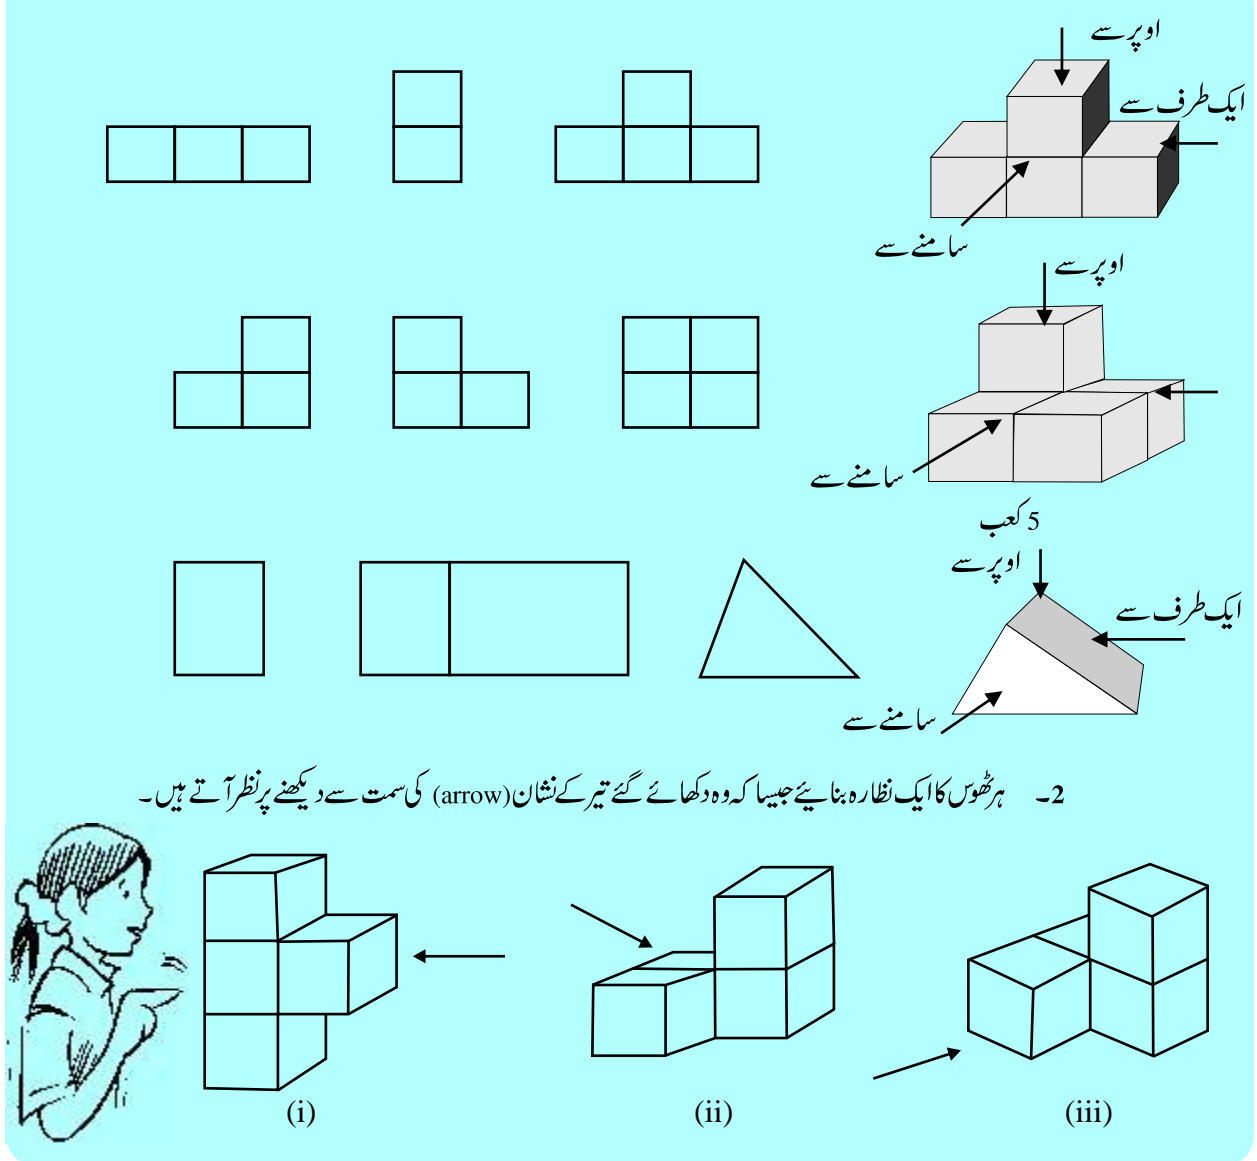 اوپر سے
ایک طرف سے
سامنے سے
اوپر سے
سامنے سے
5 کعب
اوپر سے
ایک طرف سے
سامنے سے
2۔ ہر ٹھوس کا ایک نظارہ بنایئے جیسا کہ وہ دکھائے گئے تیر کے نشان (arrow) کی سمت سے دیکھنے پر نظر آتے ہیں۔
(i) (ii) (iii)